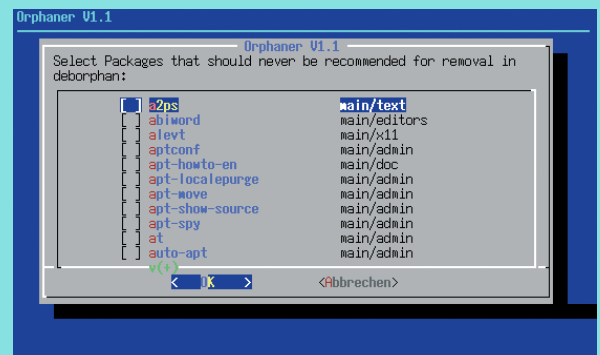 Orphaner V1.1
Orphaner V1.1
Select Packages that should never be recommended for removal in
deborphan:
[ ] a2ps main/text
[ ] abiword main/editors
[ ] alevt main/x11
[ ] aptconf main/admin
[ ] apt-howto-en main/doc
[ ] apt-localepurge main/admin
[ ] apt-move main/admin
[ ] apt-show-source main/admin
[ ] apt-spy main/admin
[ ] at main/admin
[ ] auto-apt main/admin
v(+)
< OK > <Abbrechen>